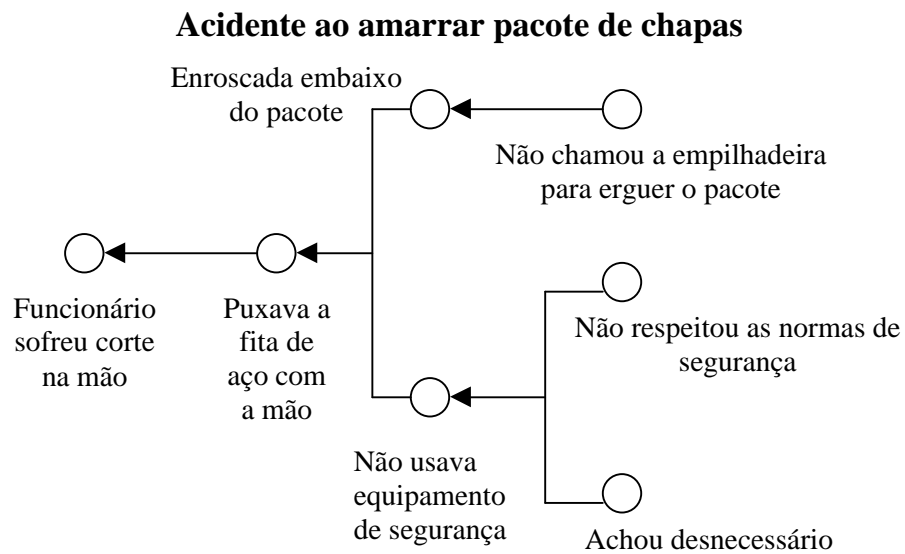 Acidente ao amarrar pacote de chapas
Enroscada embaixo
do pacote
Não chamou a empilhadeira
para erguer o pacote
Funcionário
sofreu corte
na mão
Puxava a
fita de
aço com
a mão
Não respeitou as normas de
segurança
Não usava
equipamento
de segurança
Achou desnecessário